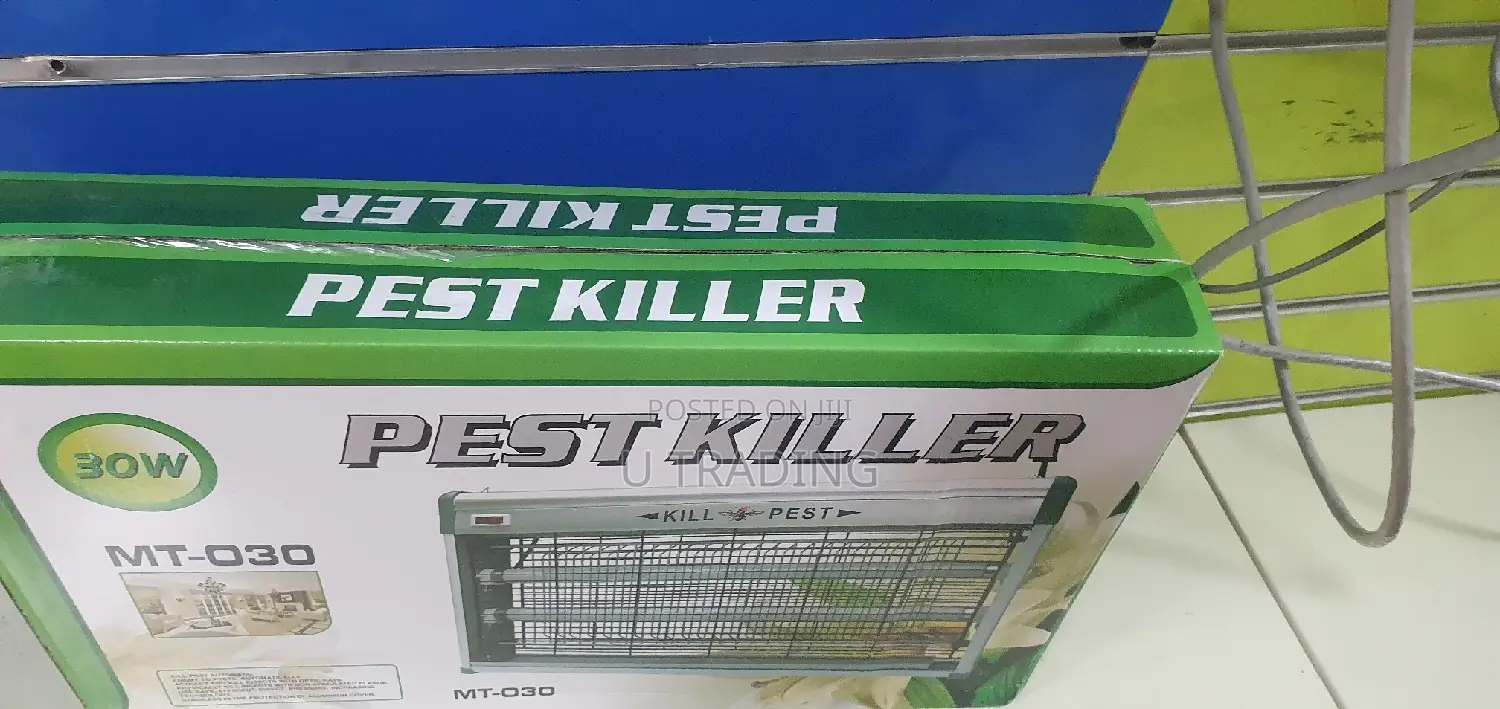 PEST KILLER
PEST KILLER
30W
PEST KILLER
POSTED ON JIJI
U TRADING
KILL PEST
MT-030
MT-030